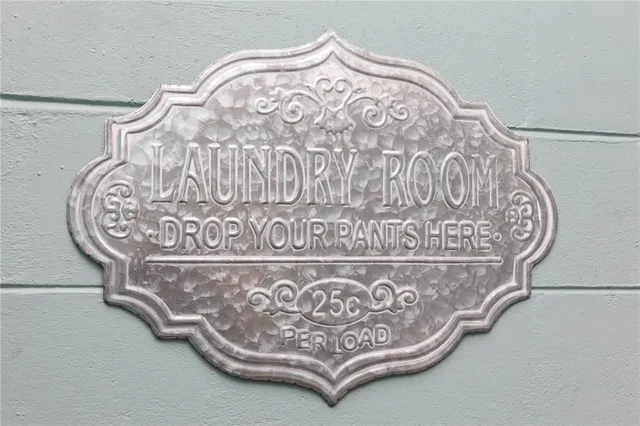 LAUNDRY ROOM
·DROP YOUR PANTS HERE·
25¢
PER LOAD